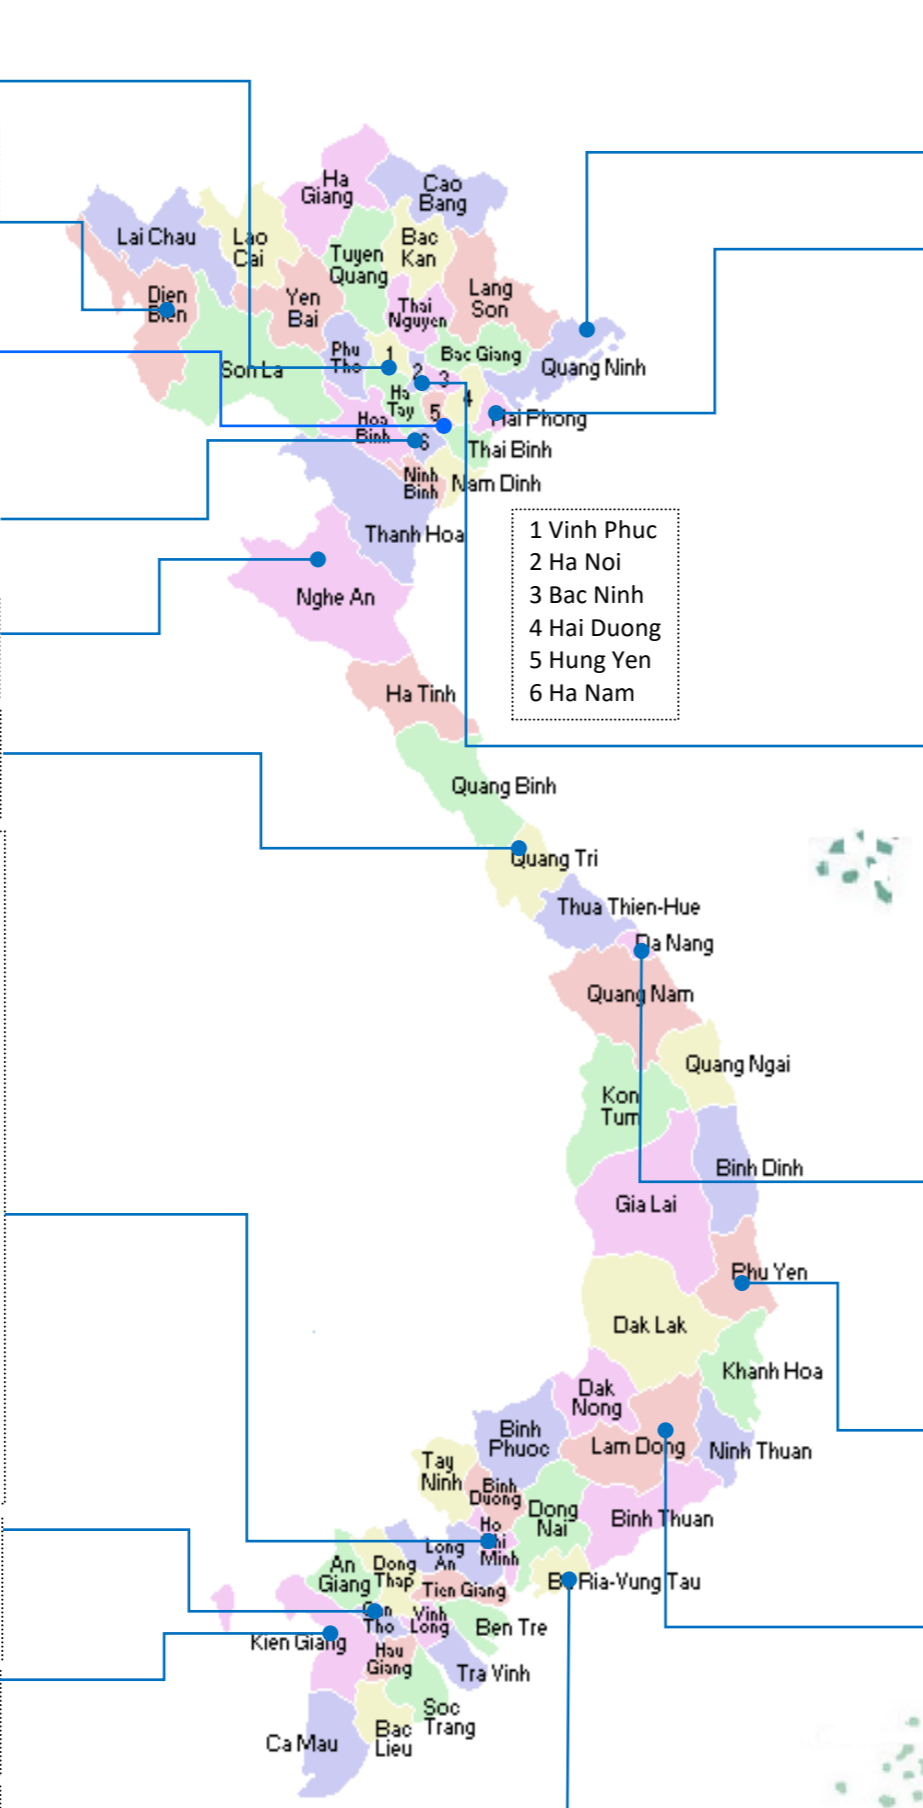 Ha
Giang
Cao
Bang
Lai Chau
Lao
Cai
Bac
Kan
Tuyen
Quang
Dien
Bien
Yen
Bai
Thai
Nguyen
Lang
Son
Phu
Tho
1
Bac Giang
Son La
2
3
Quang Ninh
Ha
Tay
4
5
Hai Phong
Hoa
Binh
6
Thai Binh
Ninh
Binh
Nam Dinh
Thanh Hoa
1 Vinh Phuc
2 Ha Noi
3 Bac Ninh
4 Hai Duong
5 Hung Yen
6 Ha Nam
Nghe An
Ha Tinh
Quang Binh
Quang Tri
Thua Thien-Hue
Da Nang
Quang Nam
Quang Ngai
Kon
Tum
Binh Dinh
Gia Lai
Phu Yen
Dak Lak
Khanh Hoa
Dak
Nong
Binh
Phuoc
Lam Dong
Ninh Thuan
Tay
Ninh
Binh
Duong
Dong
Nai
Binh Thuan
Ho
Chi
Minh
Long
An
An
Giang
Dong
Thap
Tien Giang
Ba Ria-Vung Tau
Can
Tho
Vinh
Long
Ben Tre
Kien Giang
Hau
Giang
Tra Vinh
Soc
Trang
Bac
Lieu
Ca Mau